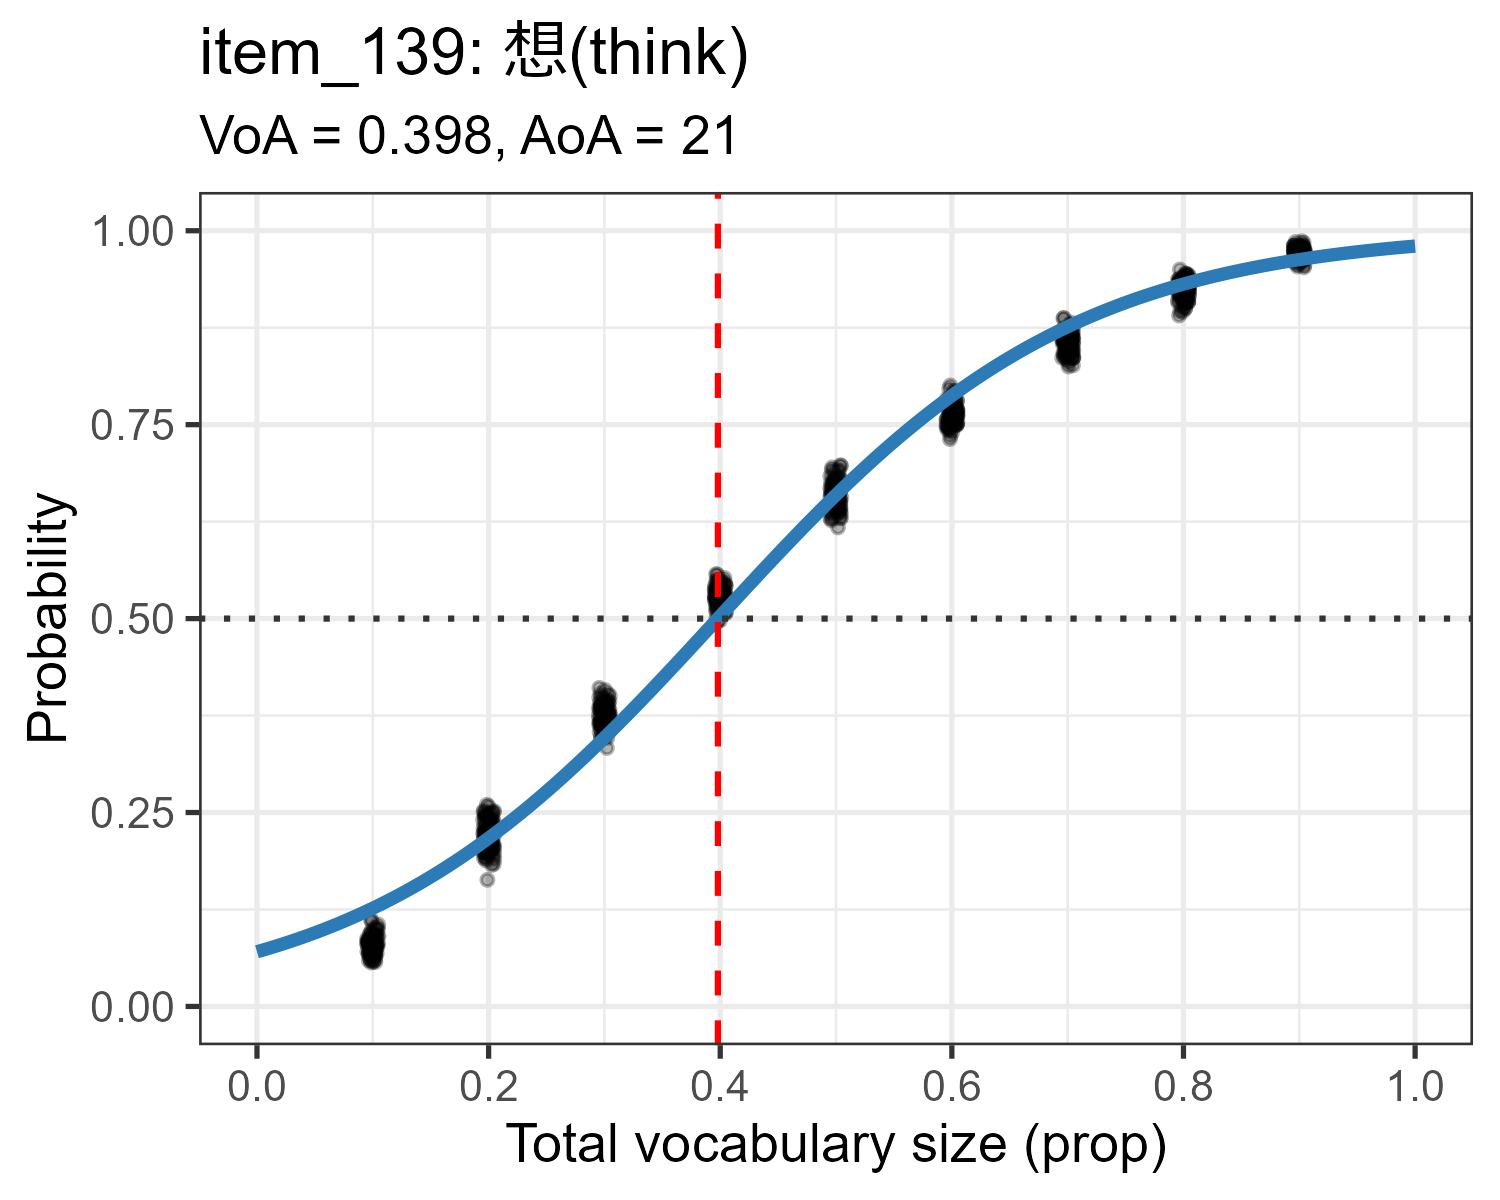 item_139: 想(think)
VoA = 0.398, AoA = 21
1.00
0.75
0.50
0.25
0.00
Probability
0.0 0.2 0.4 0.6 0.8 1.0
Total vocabulary size (prop)